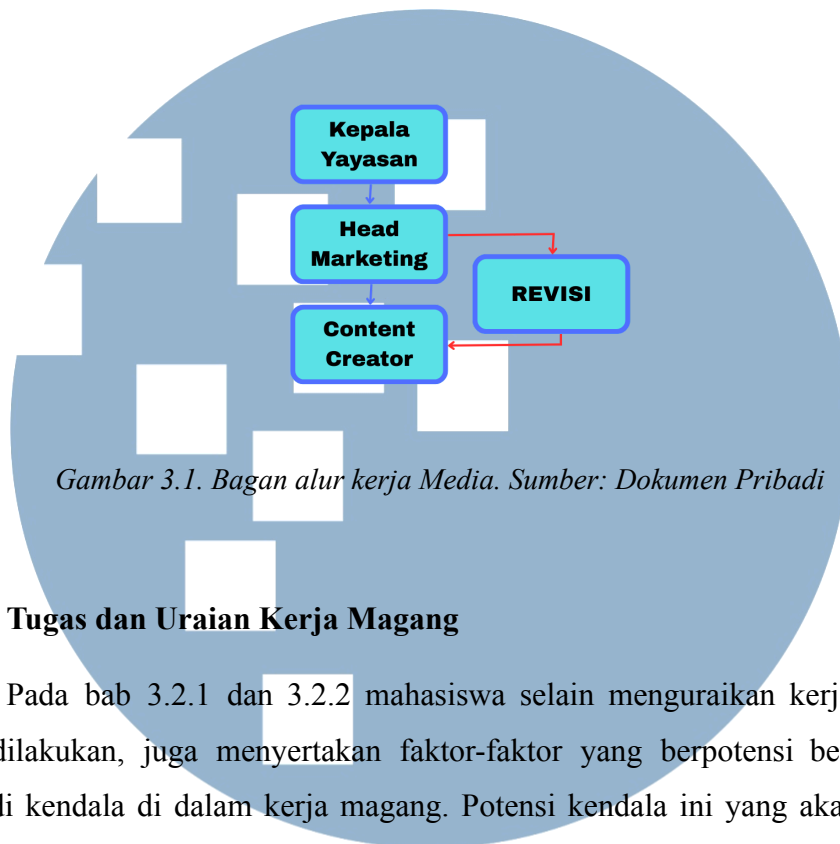 Kepala
Yayasan
Head
Marketing
REVISI
Content
Creator
Gambar 3.1. Bagan alur kerja Media. Sumber: Dokumen Pribadi
Tugas dan Uraian Kerja Magang
Pada bab 3.2.1 dan 3.2.2 mahasiswa selain menguraikan kerj
dilakukan, juga menyertakan faktor-faktor yang berpotensi be
di kendala di dalam kerja magang. Potensi kendala ini yang aka